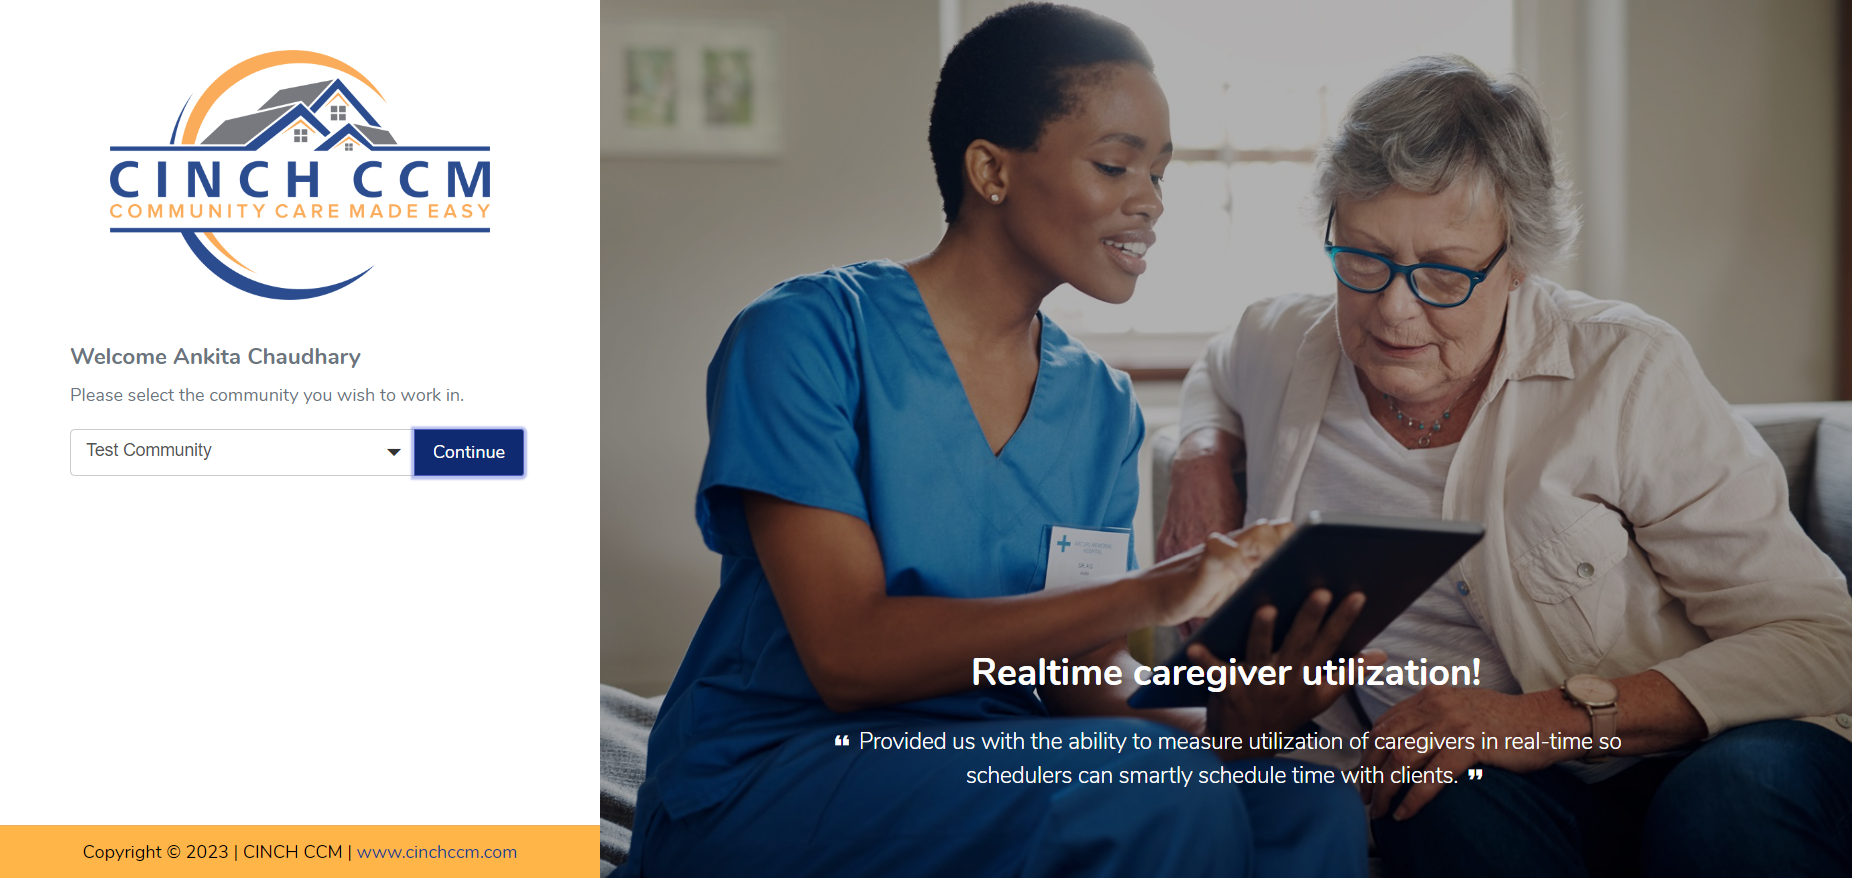 CINCH CCM
COMMUNITY CARE MADE EASY
Welcome Ankita Chaudhary
Please select the community you wish to work in.
Test Community
Continue
Copyright © 2023 | CINCH CCM | www.cinchccm.com
Realtime caregiver utilization!
❝ Provided us with the ability to measure utilization of caregivers in real-time so
schedulers can smartly schedule time with clients. ❞